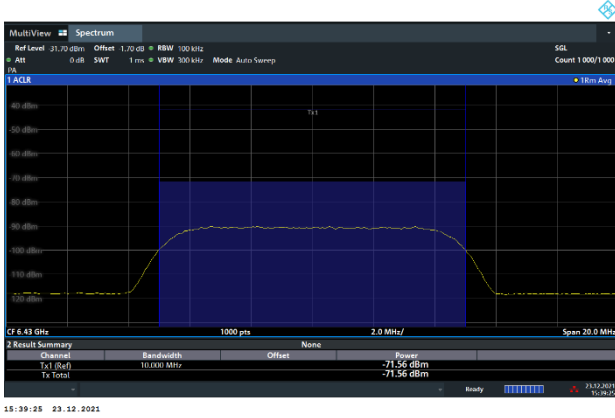 MultiView Spectrum
Ref Level -31.70 dBm Offset -1.70 dB RBW 100 kHz SGL
Att 0 dB SWT 1 ms VBW 300 kHz Mode Auto Sweep Count 1000/1000
PA
1 ACLR 1Rm Avg
-40 dBm
Tx1
-50 dBm
-60 dBm
-70 dBm
-80 dBm
-90 dBm
-100 dBm
-110 dBm
-120 dBm
CF 6.43 GHz 1000 pts 2.0 MHz/ Span 20.0 MHz
2 Result Summary None
Channel Bandwidth Offset Power
Tx1 (Ref) 10.000 MHz -71.56 dBm
Tx Total -71.56 dBm
Ready 23.12.2021
15:39:25
15:39:25 23.12.2021